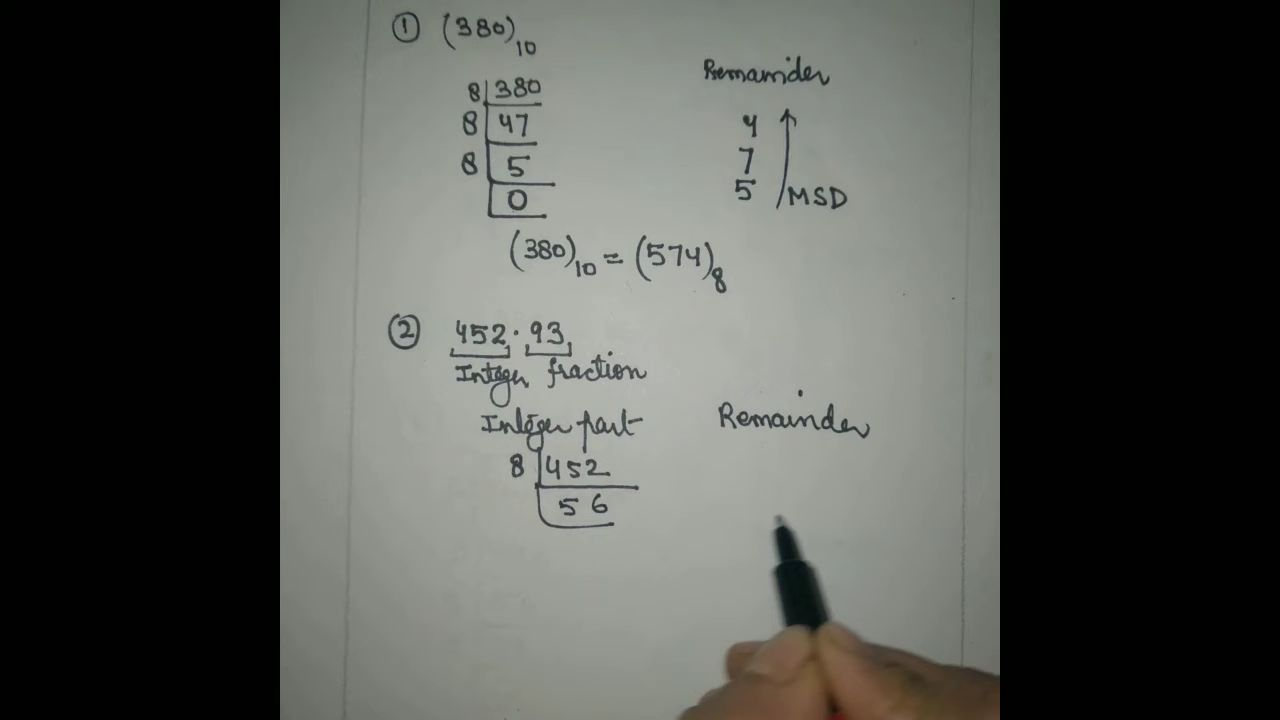 ① (380)10
Remainider
8 380
8 47 4
8 5 7
0 5 MSD
(380)10 = (574)8
② 452.93
Integer fraction
Integer part Remainder
8 452
56